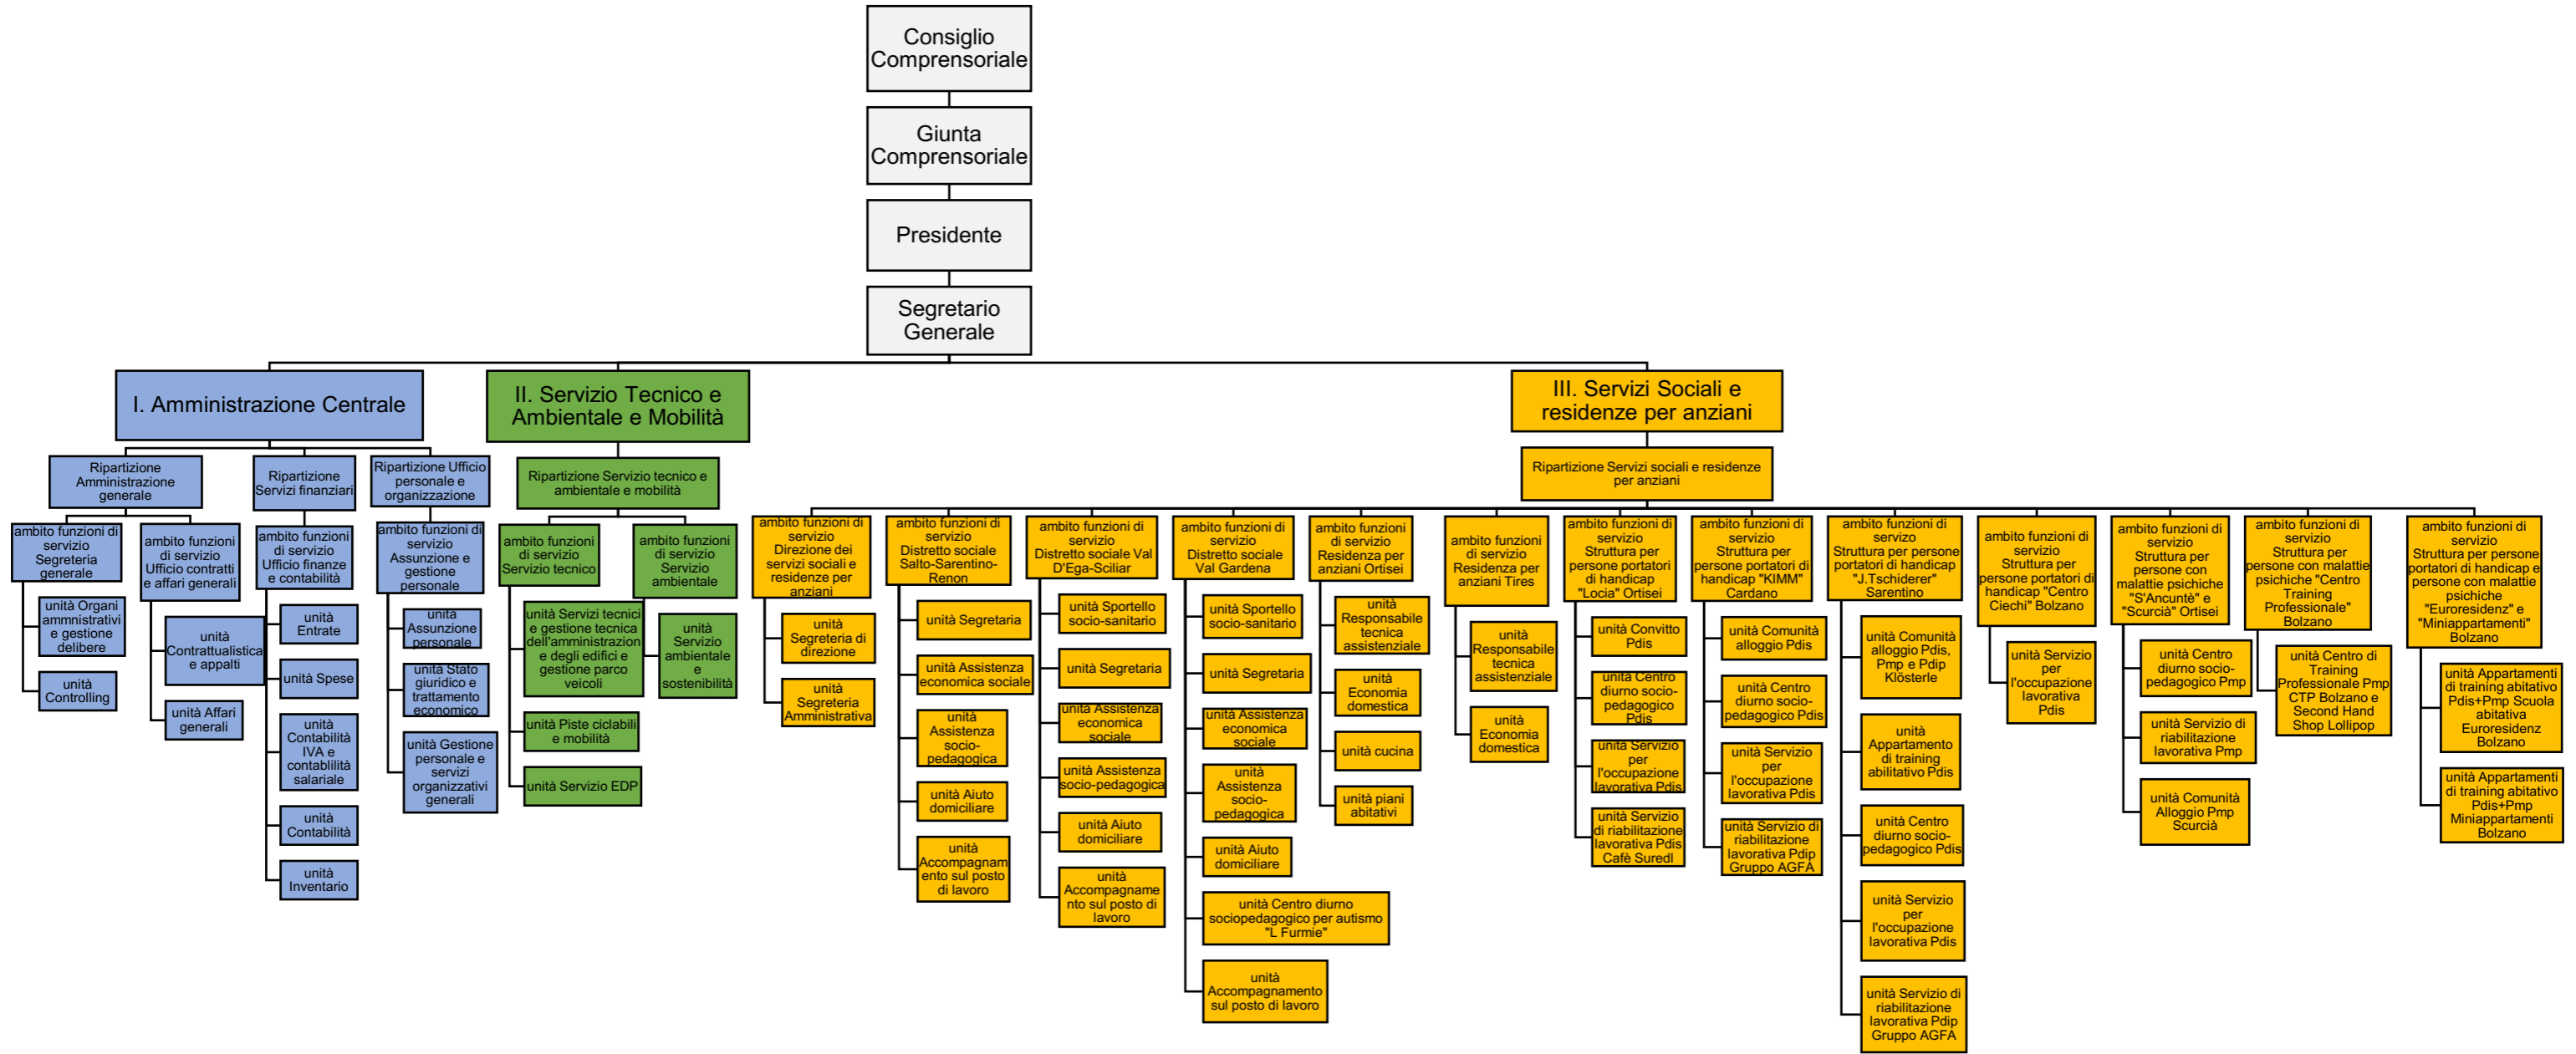 Consiglio
Comprensoriale
Giunta
Comprensoriale
Presidente
Segretario
Generale
I. Amministrazione Centrale
II. Servizio Tecnico e
Ambientale e Mobilità
III. Servizi Sociali e
residenze per anziani
Ripartizione
Amministrazione
generale
Ripartizione
Servizi finanziari
Ripartizione Ufficio
personale e
organizzazione
Ripartizione Servizio tecnico e
ambientale e mobilità
Ripartizione Servizi sociali e residenze
per anziani
ambito funzioni di
servizio
Segreteria
generale
unità Organi
ammnistrativi
e gestione
delibere
unità
Controlling
ambito funzioni
di servizio
Ufficio contratti
e affari generali
unità
Contrattualistica
e appalti
unità Affari
generali
ambito funzioni
di servizio
Ufficio finanze
e contabilità
unità
Entrate
unità Spese
unità
Contabilità
IVA e
contablilità
salariale
unità
Contabilità
unità
Inventario
ambito funzioni di
servizio
Assunzione e
gestione
personale
unità
Assunzione
personale
unità Stato
giuridico e
trattamento
economico
unità Gestione
personale e
servizi
organizzativi
generali
ambito funzioni
di servizio
Servizio tecnico
unità Servizi tecnici
e gestione tecnica
dell'amministrazion
e degli edifici e
gestione parco
veicoli
unità Piste ciclabili
e mobilità
unità Servizio EDP
ambito funzioni
di servizio
Servizio
ambientale
unità
Servizio
ambientale
e
sostenibilità
ambito funzioni di
servizio
Direzione dei
servizi sociali e
residenze per
anziani
unità
Segreteria di
direzione
unità
Segreteria
Amministrativa
ambito funzioni di
servizio
Distretto sociale
Salto-Sarentino-
Renon
unità Segretaria
unità Assistenza
economica sociale
unità
Assistenza
socio-
pedagogica
unità Aiuto
domiciliare
unità
Accompagnam
ento sul posto
di lavoro
ambito funzioni di
servizio
Distretto sociale Val
D'Ega-Sciliar
unità Sportello
socio-sanitario
unità Segretaria
unità Assistenza
economica
sociale
unità Assistenza
socio-pedagogica
unità Aiuto
domiciliare
unità
Accompagname
nto sul posto di
lavoro
ambito funzioni di
servizio
Distretto sociale
Val Gardena
unità Sportello
socio-sanitario
unità Segretaria
unità Assistenza
economica
sociale
unità
Assistenza
socio-
pedagogica
unità Aiuto
domiciliare
unità Centro diurno
sociopedagogico per autismo
"L Furmie"
unità
Accompagnamento
sul posto di lavoro
ambito funzioni
di servizio
Residenza per
anziani Ortisei
unità
Responsabile
tecnica
assistenziale
unità
Economia
domestica
unità cucina
unità piani
abitativi
ambito funzioni
di servizio
Residenza per
anziani Tires
unità
Responsabile
tecnica
assistenziale
unità
Economia
domestica
ambito funzioni di
servizio
Struttura per
persone portatori
di handicap
"Locia" Ortisei
unità Convitto
Pdis
unità Centro
diurno socio-
pedagogico
Pdis
unità Servizio
per
l'occupazione
lavorativa Pdis
unità Servizio
di riabilitazione
lavorativa Pdis
Cafè Suredl
ambito funzioni di
servizio
Struttura per
persone portatori di
handicap "KIMM"
Cardano
unità Comunità
alloggio Pdis
unità Centro
diurno socio-
pedagogico Pdis
unità Servizio
per
l'occupazione
lavorativa Pdis
unità Servizio di
riabilitazione
lavorativa Pdip
Gruppo AGFA
ambito funzioni di
servizo
Struttura per persone
portatori di handicap
"J.Tschiderer"
Sarentino
unità Comunità
alloggio Pdis,
Pmp e Pdip
Klösterle
unità
Appartamento
di training
abilitativo Pdis
unità Centro
diurno socio-
pedagogico Pdis
unità Servizio
per
l'occupazione
lavorativa Pdis
unità Servizio di
riabilitazione
lavorativa Pdip
Gruppo AGFA
ambito funzioni di
servizio
Struttura per
persone portatori di
handicap "Centro
Ciechi" Bolzano
unità Servizio
per
l'occupazione
lavorativa
Pdis
ambito funzioni di
servizio
Struttura per
persone con
malattie psichiche
"S'Ancuntè" e
"Scurcià" Ortisei
unità Centro
diurno socio-
pedagogico Pmp
unità Servizio di
riabilitazione
lavorativa Pmp
unità Comunità
Alloggio Pmp
Scurcià
ambito funzioni di
servizio
Struttura per
persone con malattie
psichiche "Centro
Training
Professionale"
Bolzano
unità Centro di
Training
Professionale Pmp
CTP Bolzano e
Second Hand
Shop Lollipop
ambito funzioni di
servizio
Struttura per persone
portatori di handicap e
persone con malattie
psichiche
"Euroresidenz" e
"Miniappartamenti"
Bolzano
unità Appartamenti
di training abitativo
Pdis+Pmp Scuola
abitativa
Euroresidenz
Bolzano
unità Appartamenti
di training abitativo
Pdis+Pmp
Miniappartamenti
Bolzano